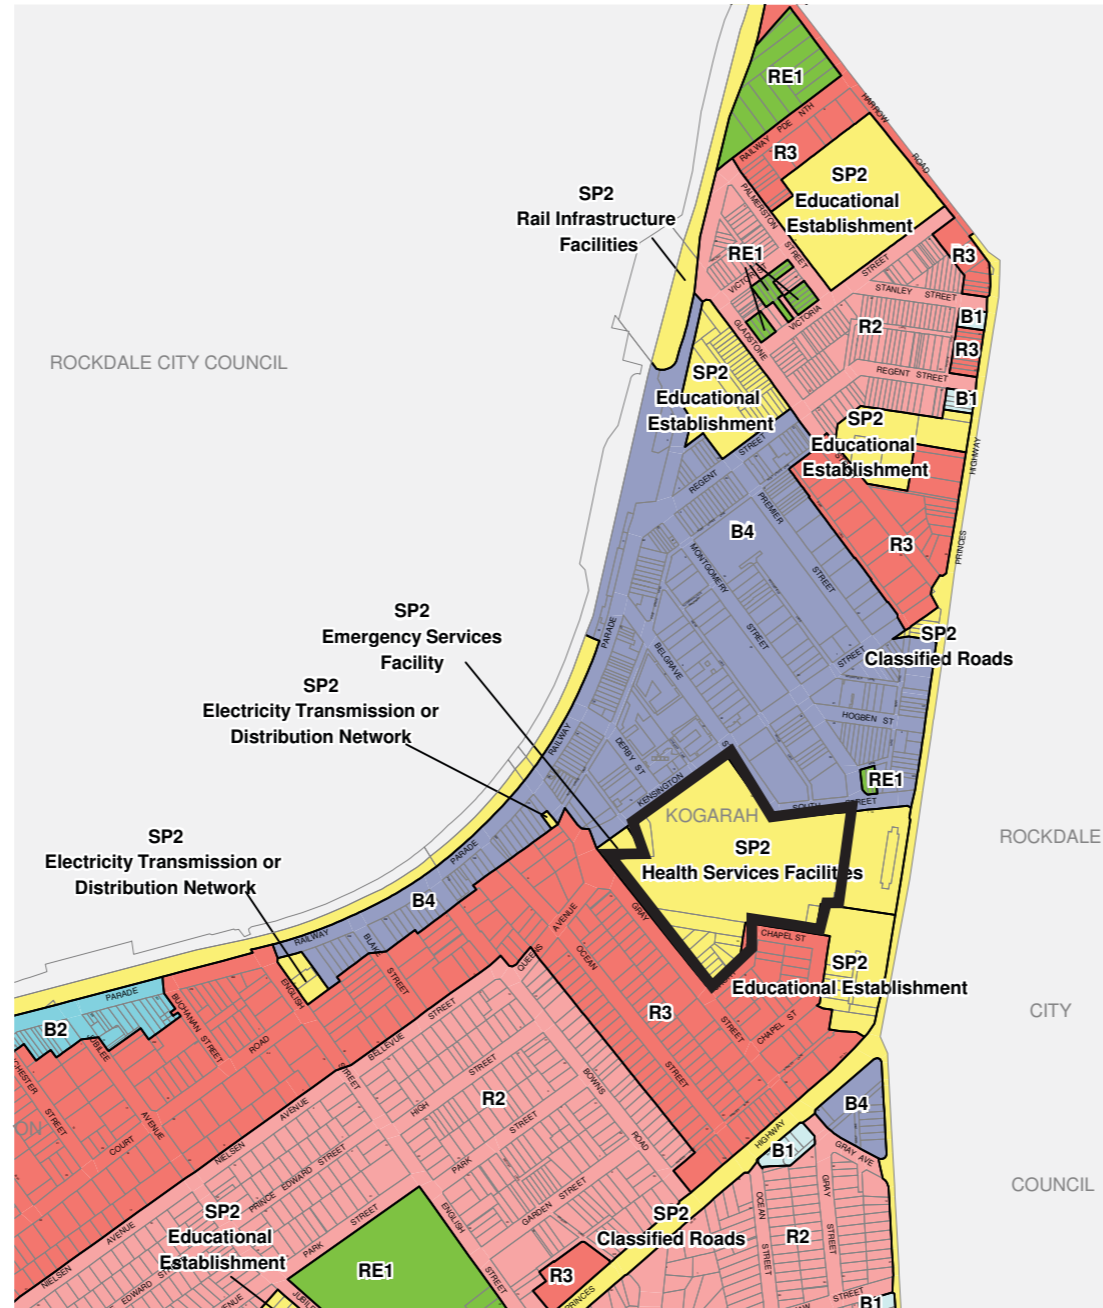 RE1
HARROW
ROAD
RAILWAY PDE NTH
R3
SP2
Educational
Establishment
SP2
Rail Infrastructure
Facilities
PALMERSTON
STREET
RE1
STREET
R3
STANLEY STREET
VICTORIA
GLADSTONE
B1
R2
R3
ROCKDALE CITY COUNCIL
REGENT STREET
SP2
Educational
Establishment
B1
SP2
Educational
Establishment
HIGHWAY
REGENT STREET
PREMIER
STREET
B4
R3
PRINCES
MONTGOMERY
STREET
SP2
Emergency Services
Facility
PARADE
BELGRAVE
SP2
Classified Roads
STREET
SP2
Electricity Transmission or
Distribution Network
RAILWAY
HOGBEN ST
DERBY ST
KENSINGTON
RE1
SOUTH STREET
KOGARAH
ROCKDALE
SP2
Health Services Facilities
SP2
Electricity Transmission or
Distribution Network
PARADE
B4
GRAY
AVENUE
RAILWAY
BLAKE
STREET
OCEAN
CHAPEL ST
QUEENS
SP2
Educational Establishment
ENGLISH
PARADE
B2
BUCHANAN
STREET
ROAD
STREET
R3
STREET
CHAPEL ST
CITY
BELLEVUE
STREET
STREET
HIGH
STREET
R2
BOWNS
ROAD
STREET
COURT
AVENUE
NIELSEN
AVENUE
PRINCE EDWARD STREET
PARK
STREET
HIGHWAY
B1
B4
GRAY AVE
COUNCIL
GARDEN STREET
ENGLISH
STREET
PARK
STREET
OCEAN
STREET
GRAY
STREET
R2
SP2
Educational
Establishment
SP2
Classified Roads
NIELSEN
AVENUE
EDWARD
RE1
R3
PRINCES
STREET
B1